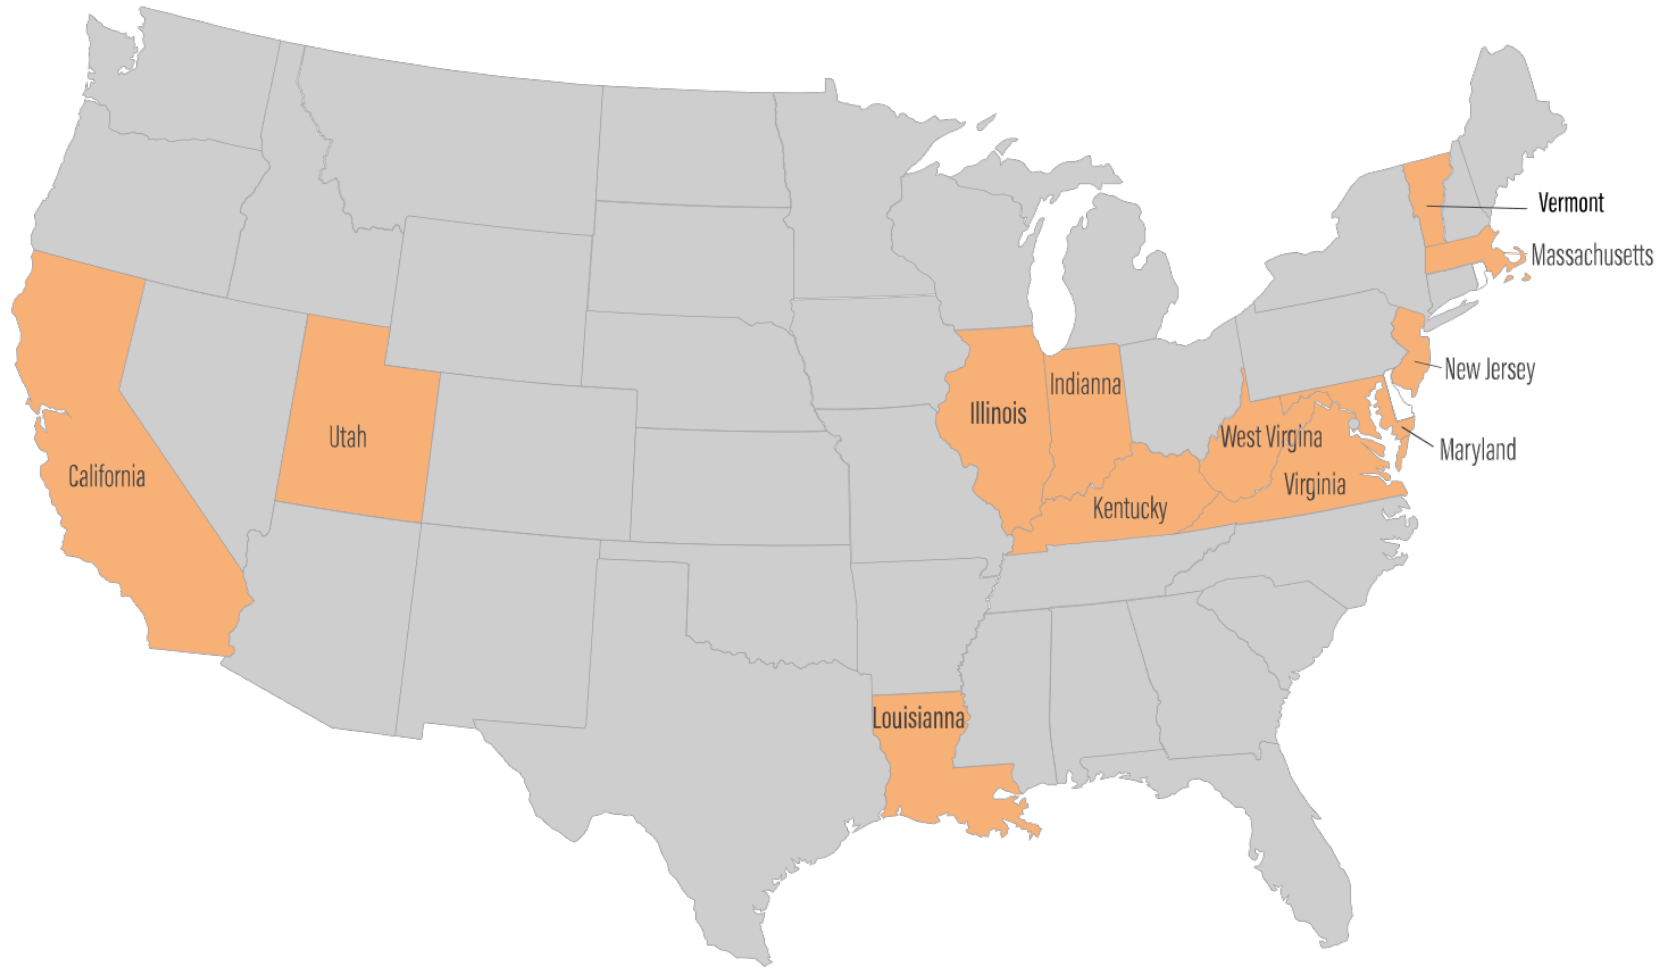 Vermont
Massachusetts
New Jersey
Indianna
Illinois
Utah
West Virgina
Maryland
California
Virginia
Kentucky
Louisianna